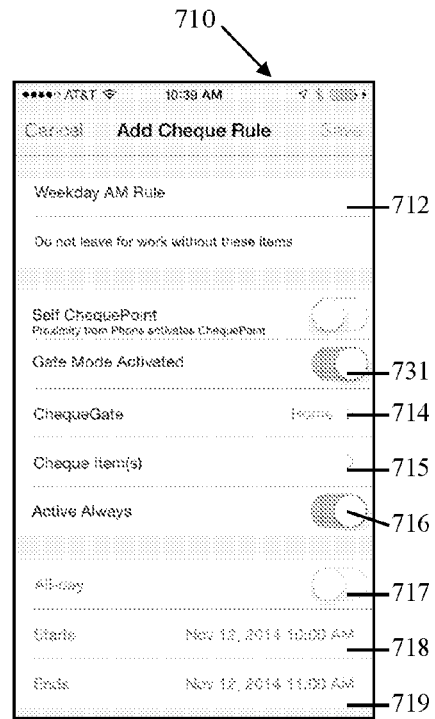 710
AT&T 10:39 AM
Cancel Add Cheque Rule Save
Weekday AM Rule
712
Do not leave for work without these items
Self ChequePoint
Proximity from Phone activates ChequePoint
Gate Mode Activated
731
ChequeGate Home
714
Cheque Item(s)
715
Active Always
716
All-day
717
Starts Nov 12, 2014 10:00 AM
718
Ends Nov 12, 2014 11:00 AM
719